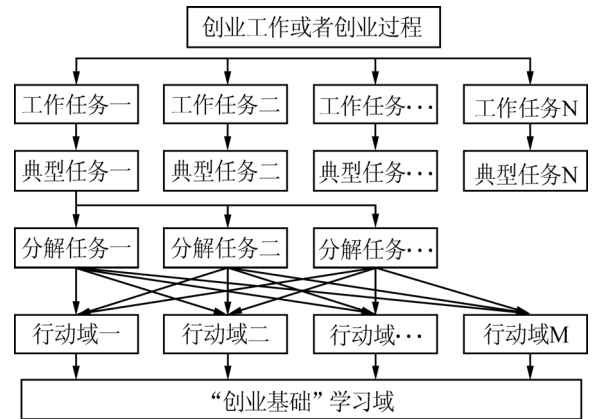 创业工作或者创业过程
工作任务一 工作任务二 工作任务··· 工作任务N
典型任务一 典型任务二 典型任务··· 典型任务N
分解任务一 分解任务二 分解任务···
行动域一 行动域二 行动域··· 行动域M
“创业基础”学习域